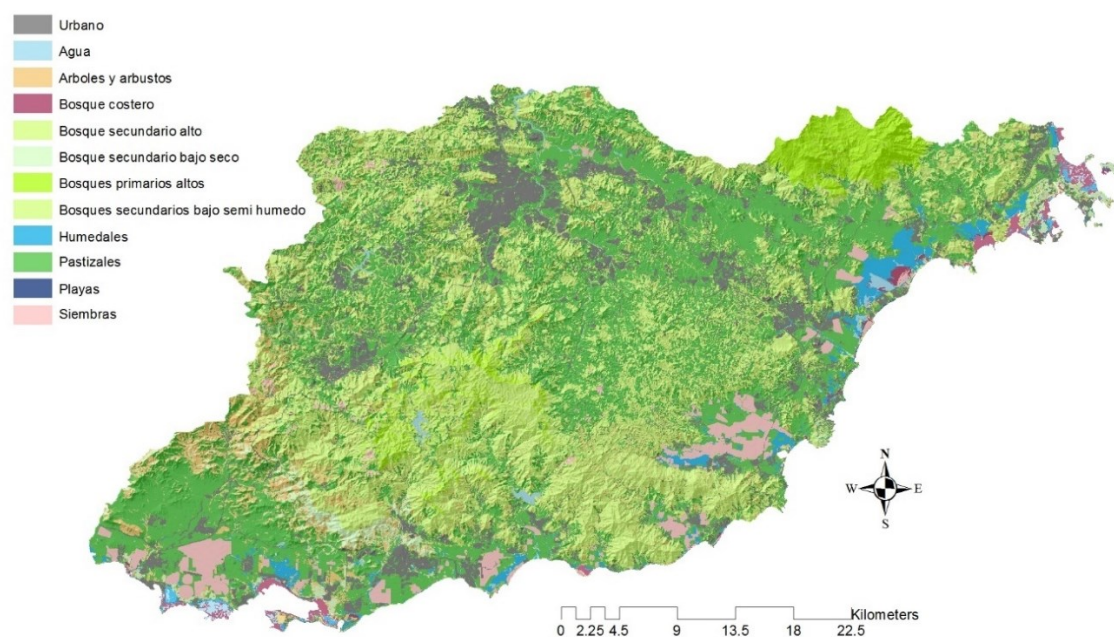 Urbano
Agua
Arboles y arbustos
Bosque costero
Bosque secundario alto
Bosque secundario bajo seco
Bosques primarios altos
Bosques secundarios bajo semi humedo
Humedales
Pastizales
Playas
Siembras
N
W E
S
Kilometers
0 2.25 4.5 9 13.5 18 22.5